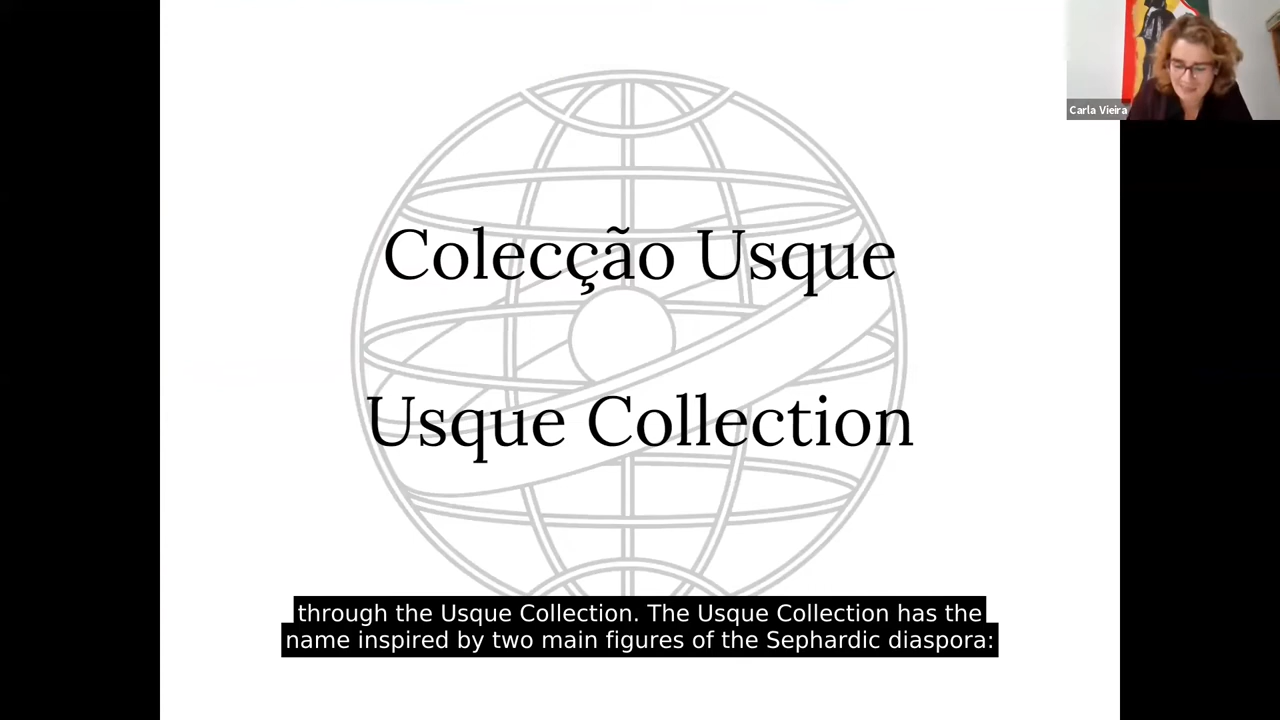 Carla Vieira
Colecção Usque
Usque Collection
through the Usque Collection. The Usque Collection has the
name inspired by two main figures of the Sephardic diaspora: